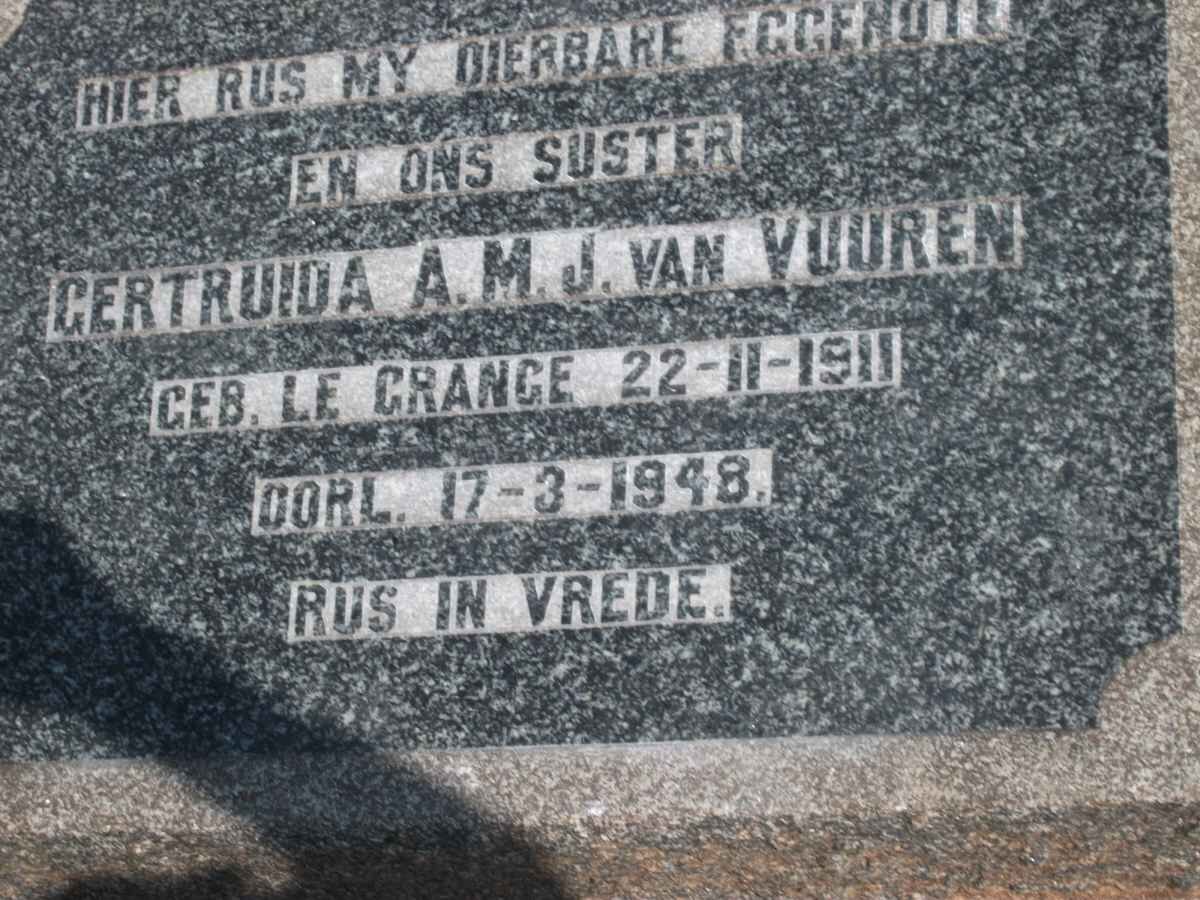 HIER RUS MY DIERBARE EGGENOTE
EN ONS SUSTER
GERTRUIDA A.M.J. VAN VUUREN
GEB. LE GRANGE 22-11-1911
OORL. 17-3-1948.
RUS IN VREDE.